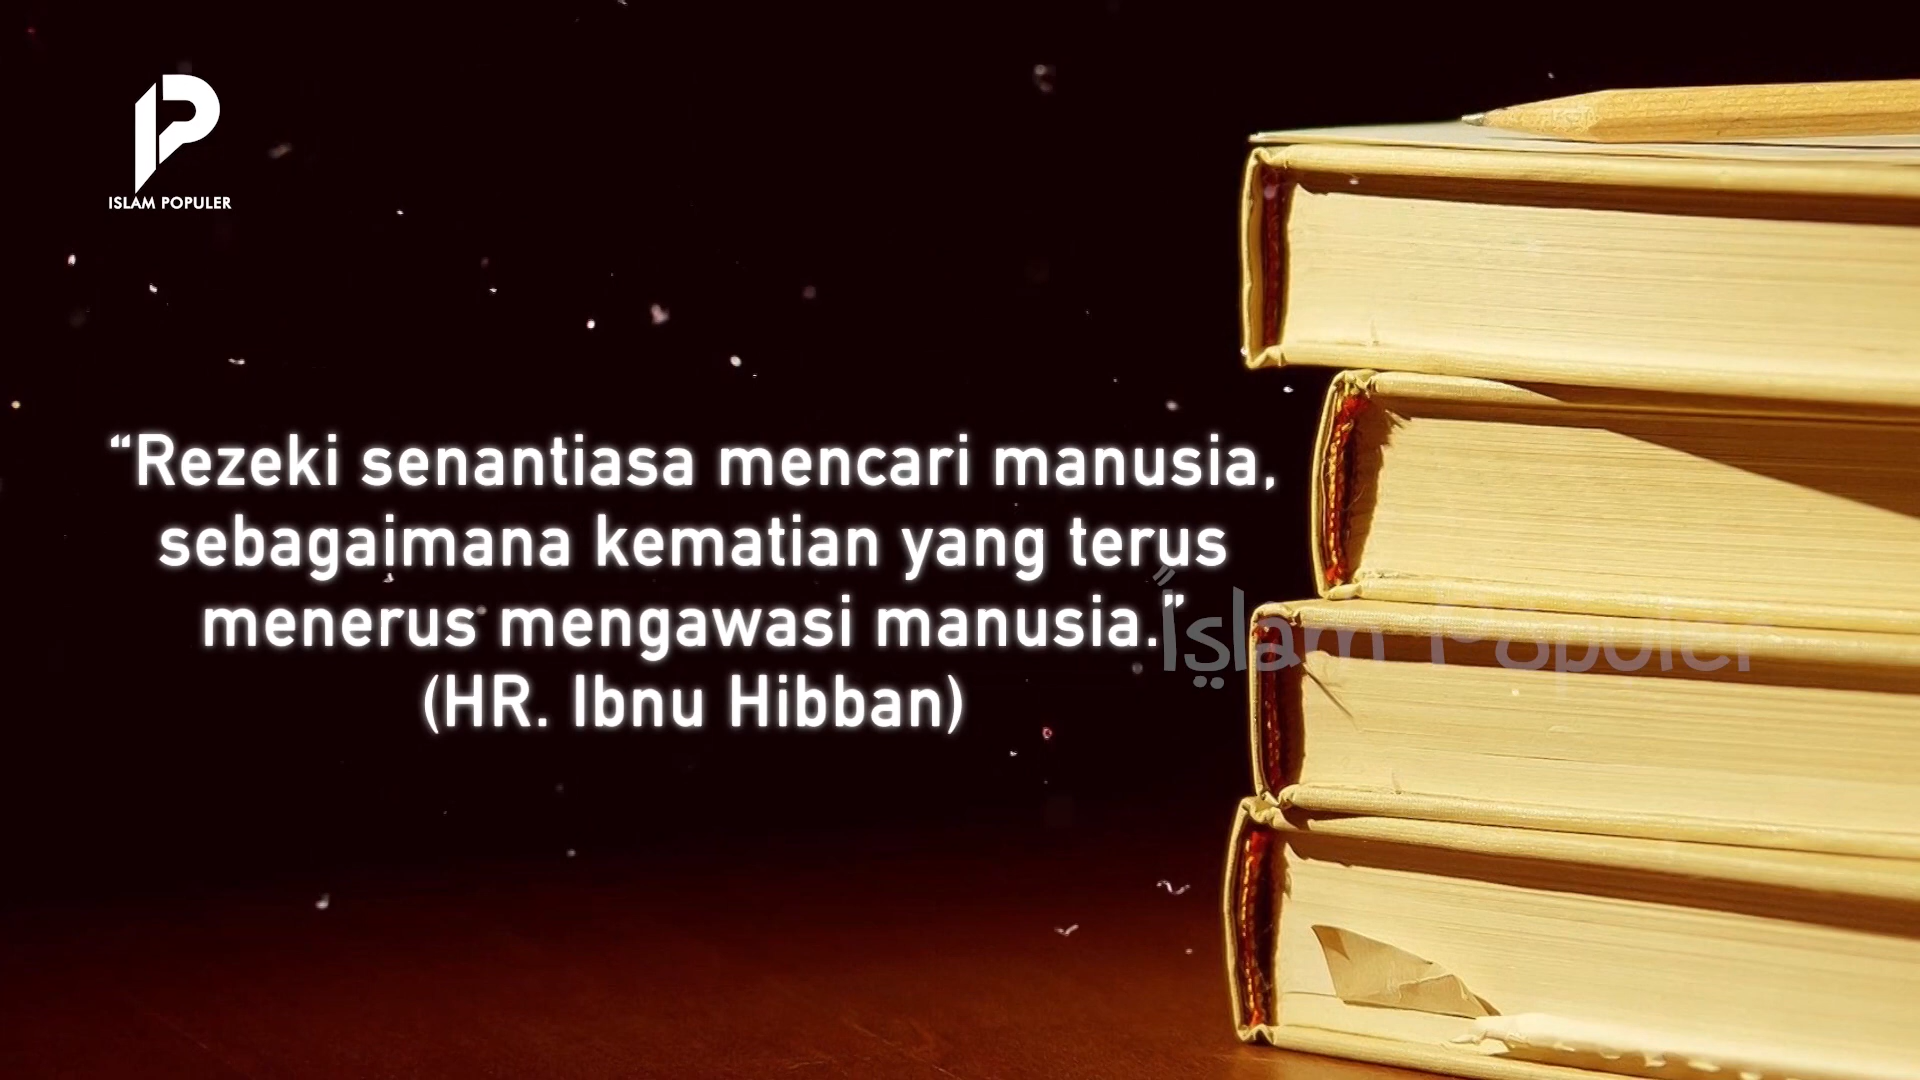 ISLAM POPULER
“Rezeki senantiasa mencari manusia,
sebagaimana kematian yang terus
menerus mengawasi manusia.”
(HR. Ibnu Hibban)
Islam Populer